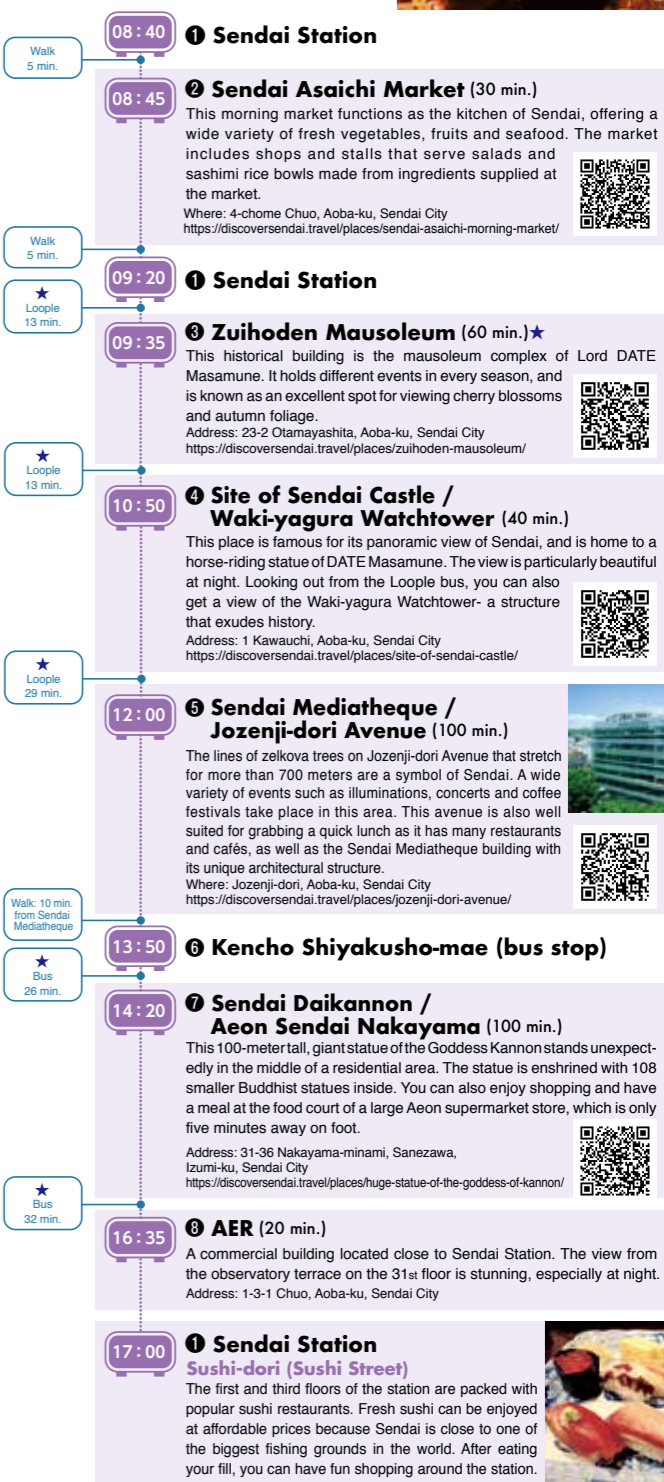 08:40
❶ Sendai Station
Walk
5 min.
08:45
❷ Sendai Asaichi Market (30 min.)
This morning market functions as the kitchen of Sendai, offering a
wide variety of fresh vegetables, fruits and seafood. The market
includes shops and stalls that serve salads and
sashimi rice bowls made from ingredients supplied at
the market.
Where: 4-chome Chuo, Aoba-ku, Sendai City
https://discoversendai.travel/places/sendai-asaichi-morning-market/
Walk
5 min.
09:20
❶ Sendai Station
★
Loople
13 min.
09:35
❸ Zuihoden Mausoleum (60 min.)★
This historical building is the mausoleum complex of Lord DATE
Masamune. It holds different events in every season, and
is known as an excellent spot for viewing cherry blossoms
and autumn foliage.
Address: 23-2 Otamayashita, Aoba-ku, Sendai City
https://discoversendai.travel/places/zuihoden-mausoleum/
★
Loople
13 min.
10:50
❹ Site of Sendai Castle /
Waki-yagura Watchtower (40 min.)
This place is famous for its panoramic view of Sendai, and is home to a
horse-riding statue of DATE Masamune. The view is particularly beautiful
at night. Looking out from the Loople bus, you can also
get a view of the Waki-yagura Watchtower- a structure
that exudes history.
Address: 1 Kawauchi, Aoba-ku, Sendai City
https://discoversendai.travel/places/site-of-sendai-castle/
★
Loople
29 min.
12:00
❺ Sendai Mediatheque /
Jozenji-dori Avenue (100 min.)
The lines of zelkova trees on Jozenji-dori Avenue that stretch
for more than 700 meters are a symbol of Sendai. A wide
variety of events such as illuminations, concerts and coffee
festivals take place in this area. This avenue is also well
suited for grabbing a quick lunch as it has many restaurants
and cafés, as well as the Sendai Mediatheque building with
its unique architectural structure.
Where: Jozenji-dori, Aoba-ku, Sendai City
https://discoversendai.travel/places/jozenji-dori-avenue/
Walk: 10 min.
from Sendai
Mediatheque
13:50
❻ Kencho Shiyakusho-mae (bus stop)
★
Bus
26 min.
14:20
❼ Sendai Daikannon /
Aeon Sendai Nakayama (100 min.)
This 100-meter tall, giant statue of the Goddess Kannon stands unexpect-
edly in the middle of a residential area. The statue is enshrined with 108
smaller Buddhist statues inside. You can also enjoy shopping and have
a meal at the food court of a large Aeon supermarket store, which is only
five minutes away on foot.
Address: 31-36 Nakayama-minami, Sanezawa,
Izumi-ku, Sendai City
https://discoversendai.travel/places/huge-statue-of-the-goddess-of-kannon/
★
Bus
32 min.
16:35
❽ AER (20 min.)
A commercial building located close to Sendai Station. The view from
the observatory terrace on the 31st floor is stunning, especially at night.
Address: 1-3-1 Chuo, Aoba-ku, Sendai City
17:00
❶ Sendai Station
Sushi-dori (Sushi Street)
The first and third floors of the station are packed with
popular sushi restaurants. Fresh sushi can be enjoyed
at affordable prices because Sendai is close to one of
the biggest fishing grounds in the world. After eating
your fill, you can have fun shopping around the station.